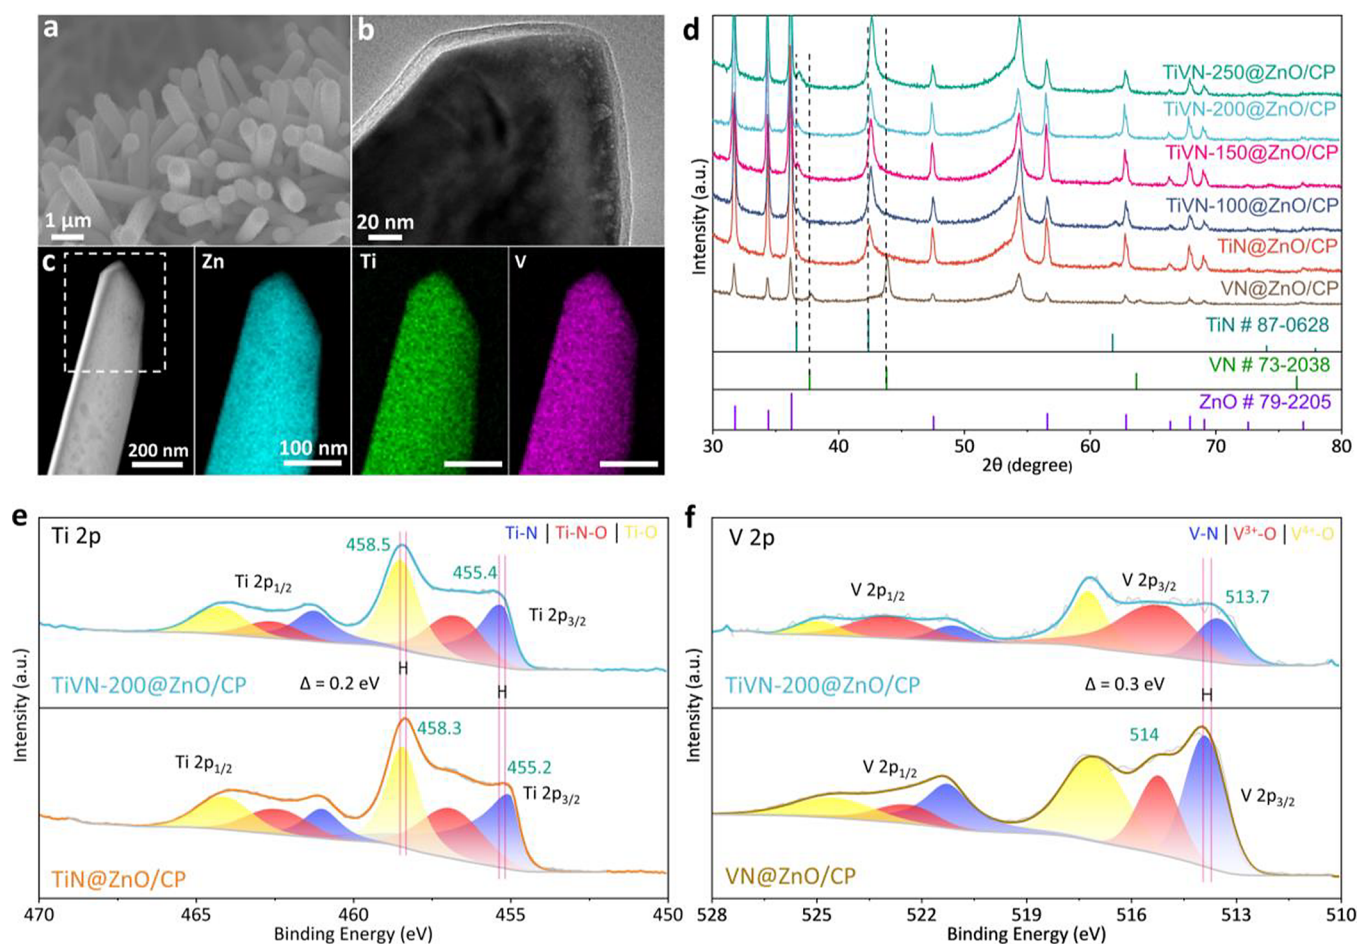 a
1 μm
b
20 nm
c
200 nm
Zn
100 nm
Ti
V
d
Intensity (a.u.)
TiVN-250@ZnO/CP
TiVN-200@ZnO/CP
TiVN-150@ZnO/CP
TiVN-100@ZnO/CP
TiN@ZnO/CP
VN@ZnO/CP
TiN # 87-0628
VN # 73-2038
ZnO # 79-2205
30 40 50 60 70 80
2θ (degree)
e
Ti 2p
Ti-N | Ti-N-O | Ti-O
458.5
455.4
Ti 2p1/2
Ti 2p3/2
TiVN-200@ZnO/CP
Δ = 0.2 eV
458.3
455.2
Ti 2p1/2
Ti 2p3/2
TiN@ZnO/CP
Intensity (a.u.)
470 465 460 455 450
Binding Energy (eV)
f
V 2p
V-N | V³⁺-O | V⁴⁺-O
V 2p1/2
V 2p3/2
513.7
TiVN-200@ZnO/CP
Δ = 0.3 eV
514
V 2p1/2
V 2p3/2
VN@ZnO/CP
Intensity (a.u.)
528 525 522 519 516 513 510
Binding Energy (eV)